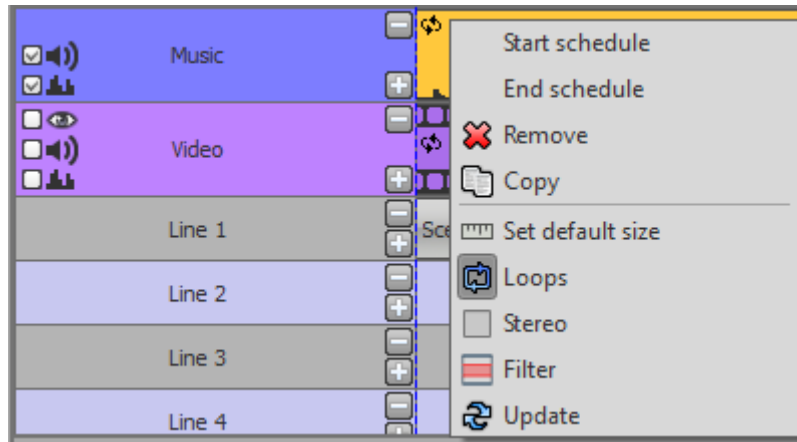 Music
Video
Line 1
Line 2
Line 3
Line 4
Start schedule
End schedule
Remove
Copy
Set default size
Loops
Stereo
Filter
Update